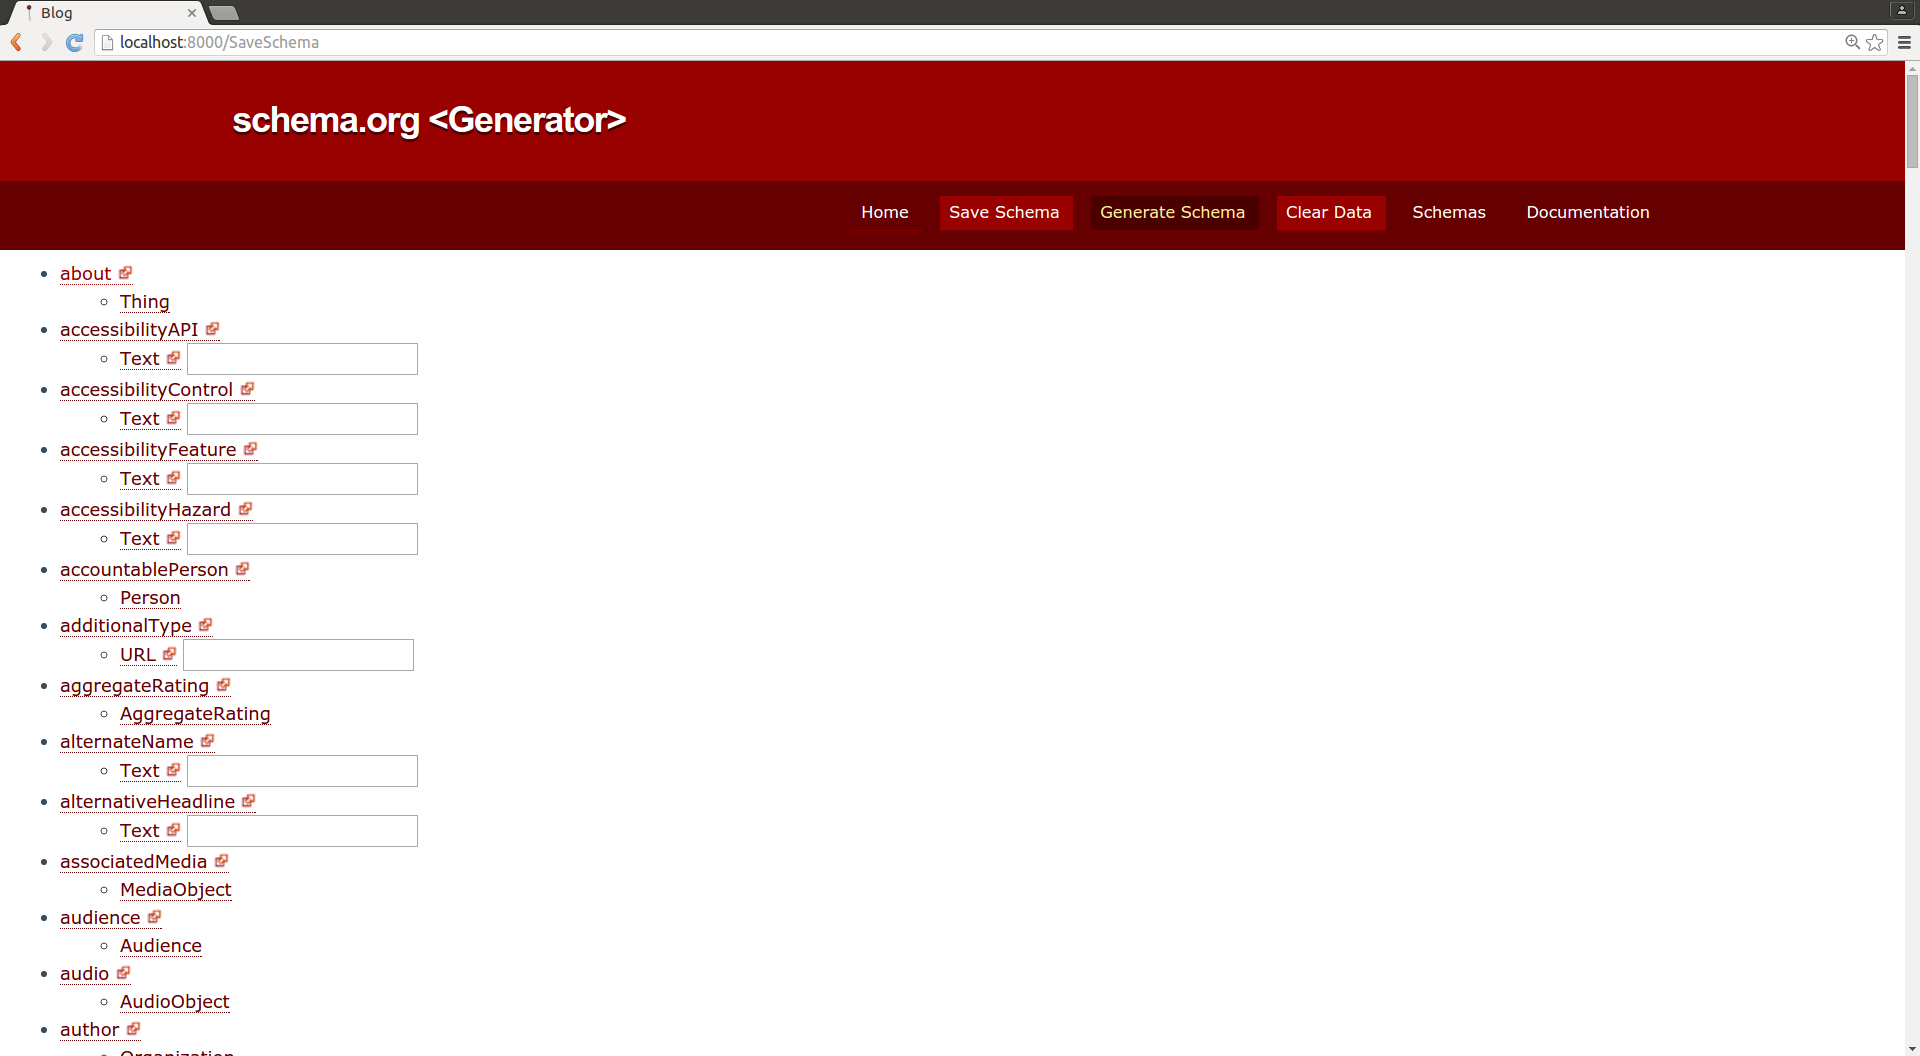 Blog
localhost:8000/SaveSchema
schema.org <Generator>
Home Save Schema Generate Schema Clear Data Schemas Documentation
about
Thing
accessibilityAPI
Text
accessibilityControl
Text
accessibilityFeature
Text
accessibilityHazard
Text
accountablePerson
Person
additionalType
URL
aggregateRating
AggregateRating
alternateName
Text
alternativeHeadline
Text
associatedMedia
MediaObject
audience
Audience
audio
AudioObject
author
Organization